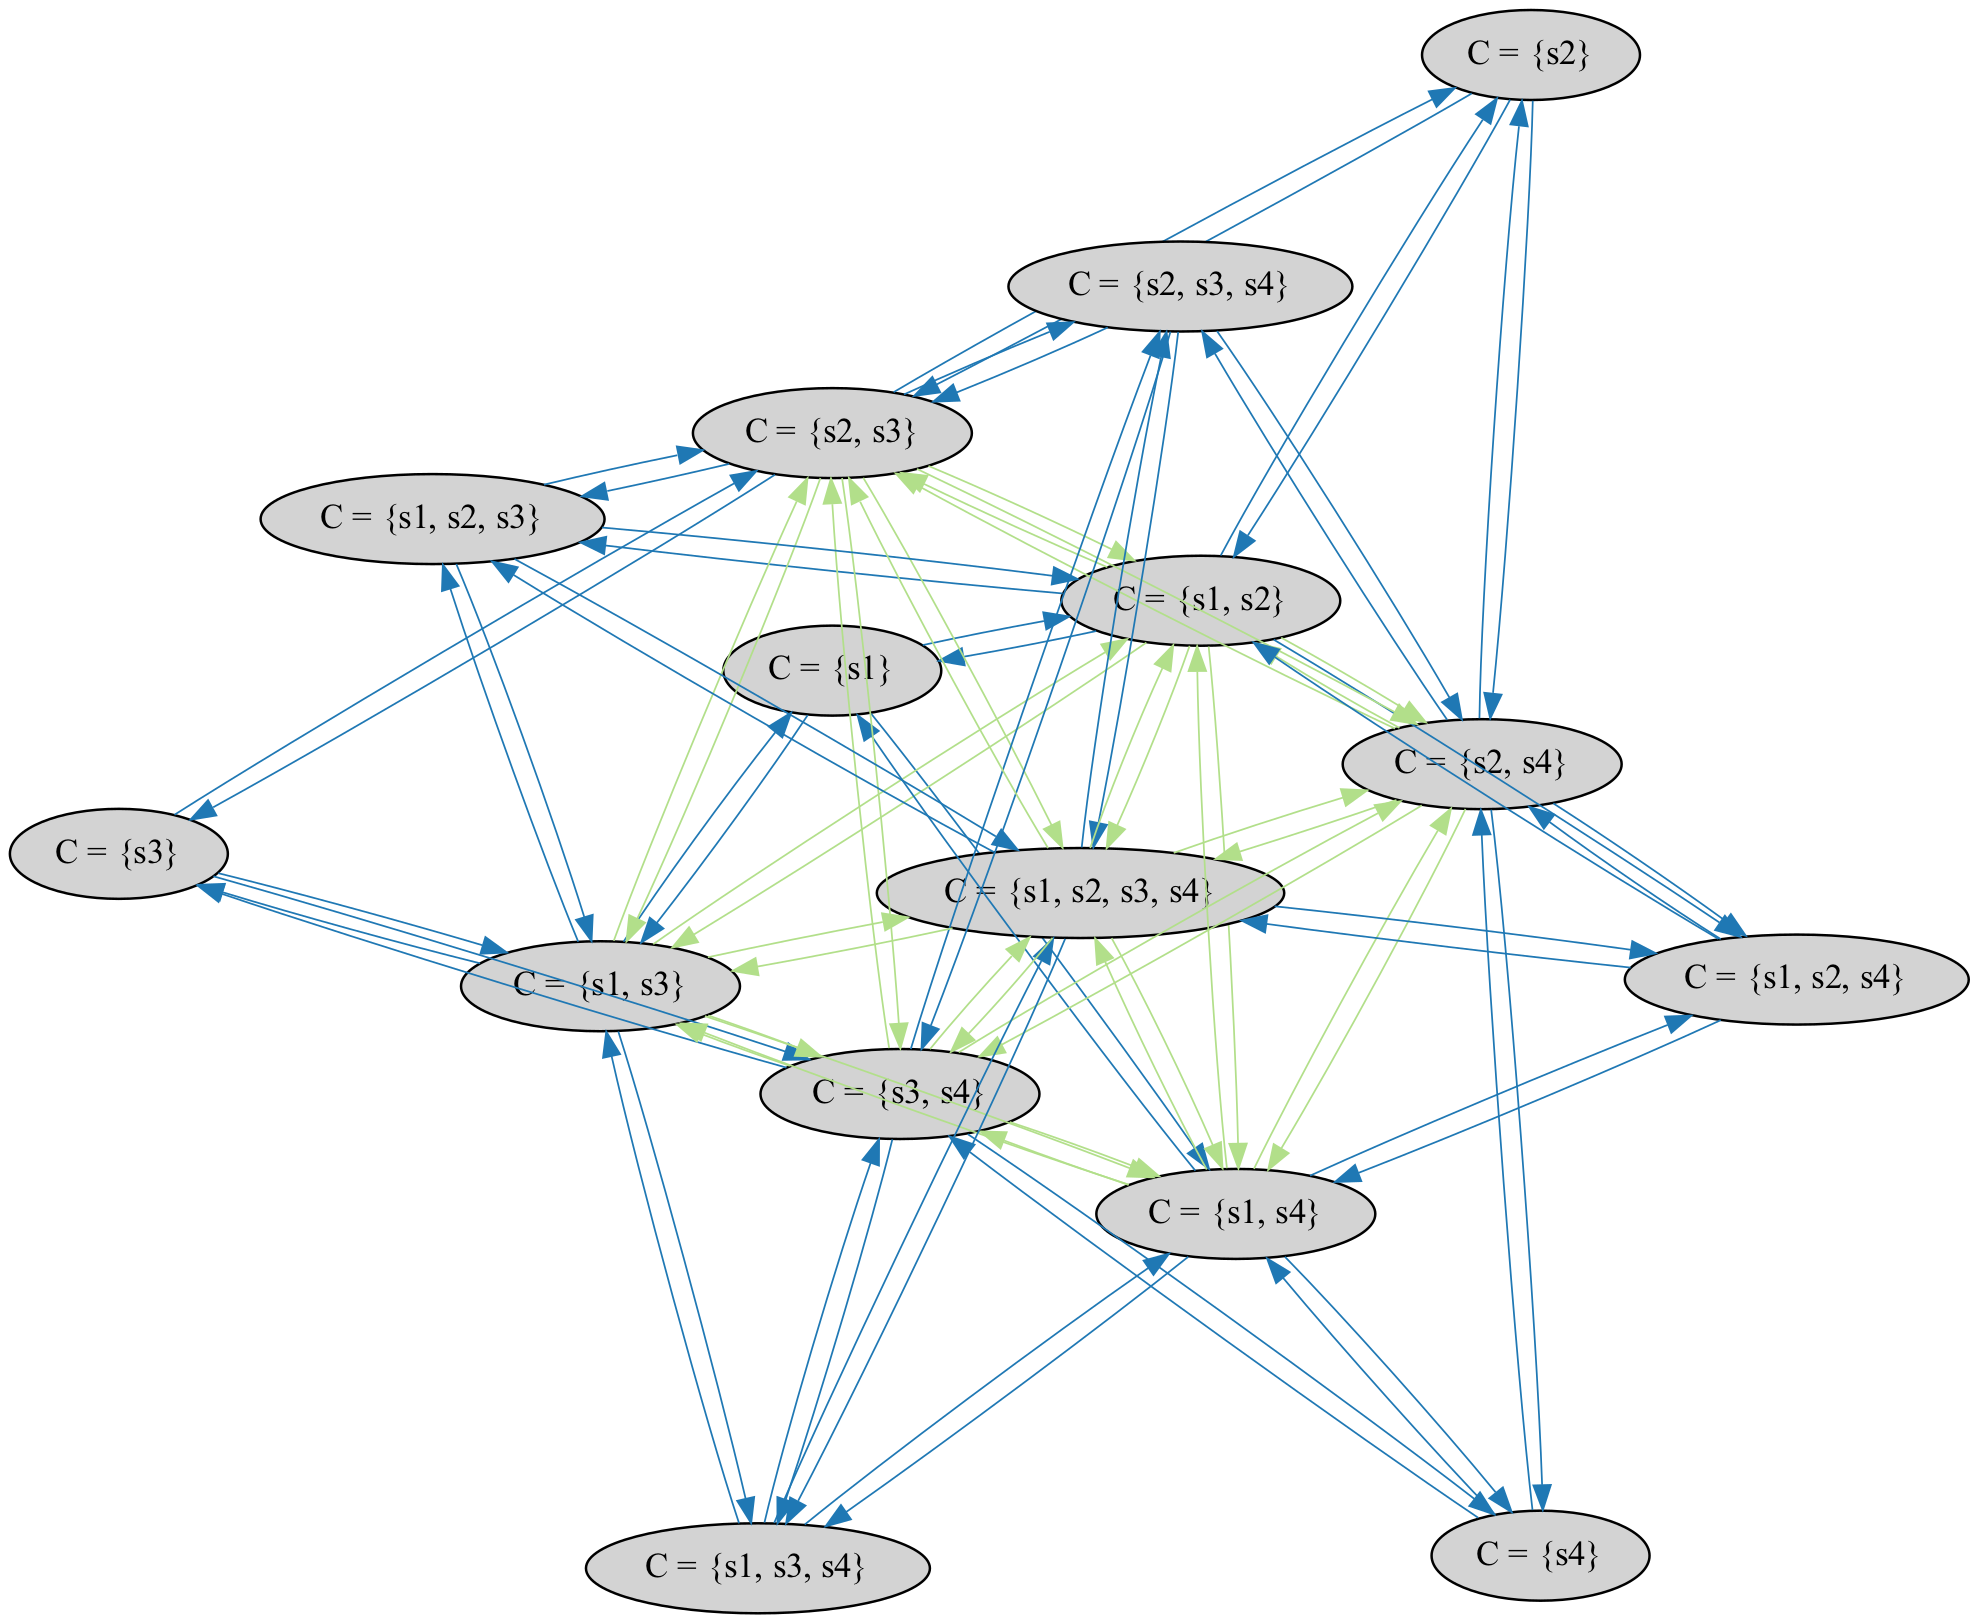 C = {s2}
C = {s2, s3, s4}
C = {s2, s3}
C = {s1, s2, s3}
C = {s1, s2}
C = {s1}
C = {s2, s4}
C = {s3}
C = {s1, s2, s3, s4}
C = {s1, s3}
C = {s1, s2, s4}
C = {s3, s4}
C = {s1, s4}
C = {s1, s3, s4}
C = {s4}